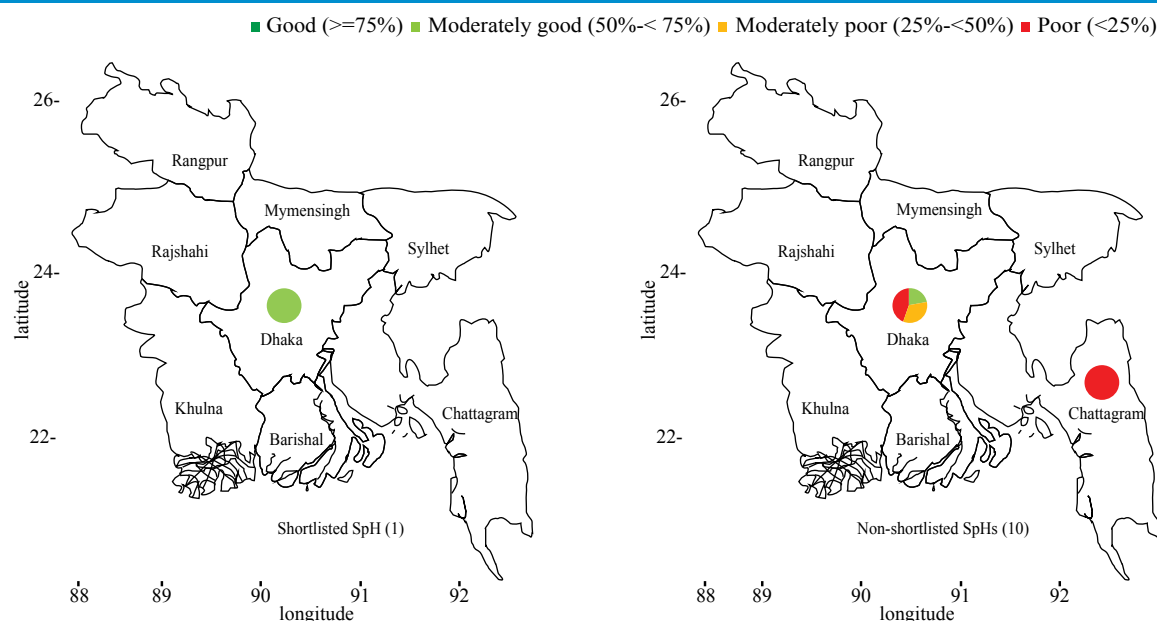 Good (>=75%) Moderately good (50%-< 75%) Moderately poor (25%-<50%) Poor (<25%)
26-
Rangpur
Mymensingh
Rajshahi
Sylhet
24-
latitude
Dhaka
Khulna
Chattagram
22-
Barishal
Shortlisted SpH (1)
88 89 90 91 92
longitude
26-
Rangpur
Mymensingh
Rajshahi
Sylhet
24-
latitude
Dhaka
Khulna
Chattagram
22-
Barishal
Non-shortlisted SpHs (10)
88 89 90 91 92
longitude